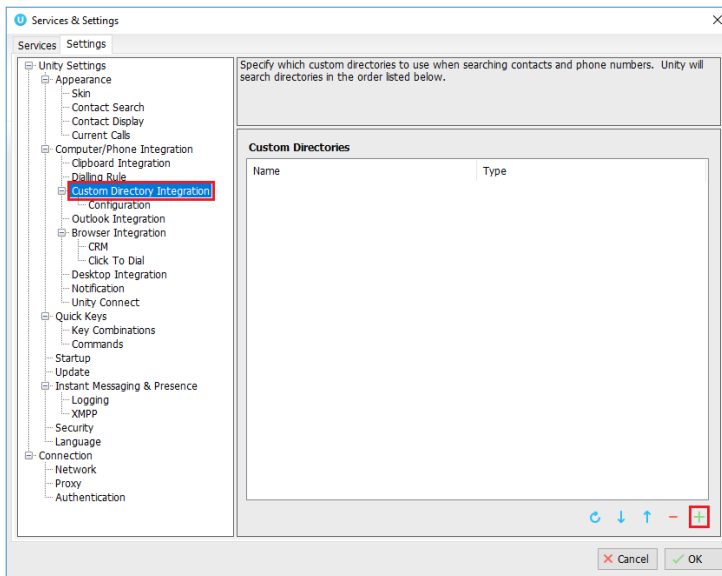 Services & Settings
Services Settings
Unity Settings
Appearance
Skin
Contact Search
Contact Display
Current Calls
Computer/Phone Integration
Clipboard Integration
Dialling Rule
Custom Directory Integration
Configuration
Outlook Integration
Browser Integration
CRM
Click To Dial
Desktop Integration
Notification
Unity Connect
Quick Keys
Key Combinations
Commands
Startup
Update
Instant Messaging & Presence
Logging
XMPP
Security
Language
Connection
Network
Proxy
Authentication
Specify which custom directories to use when searching contacts and phone numbers. Unity will
search directories in the order listed below.
Custom Directories
Name Type
Cancel OK